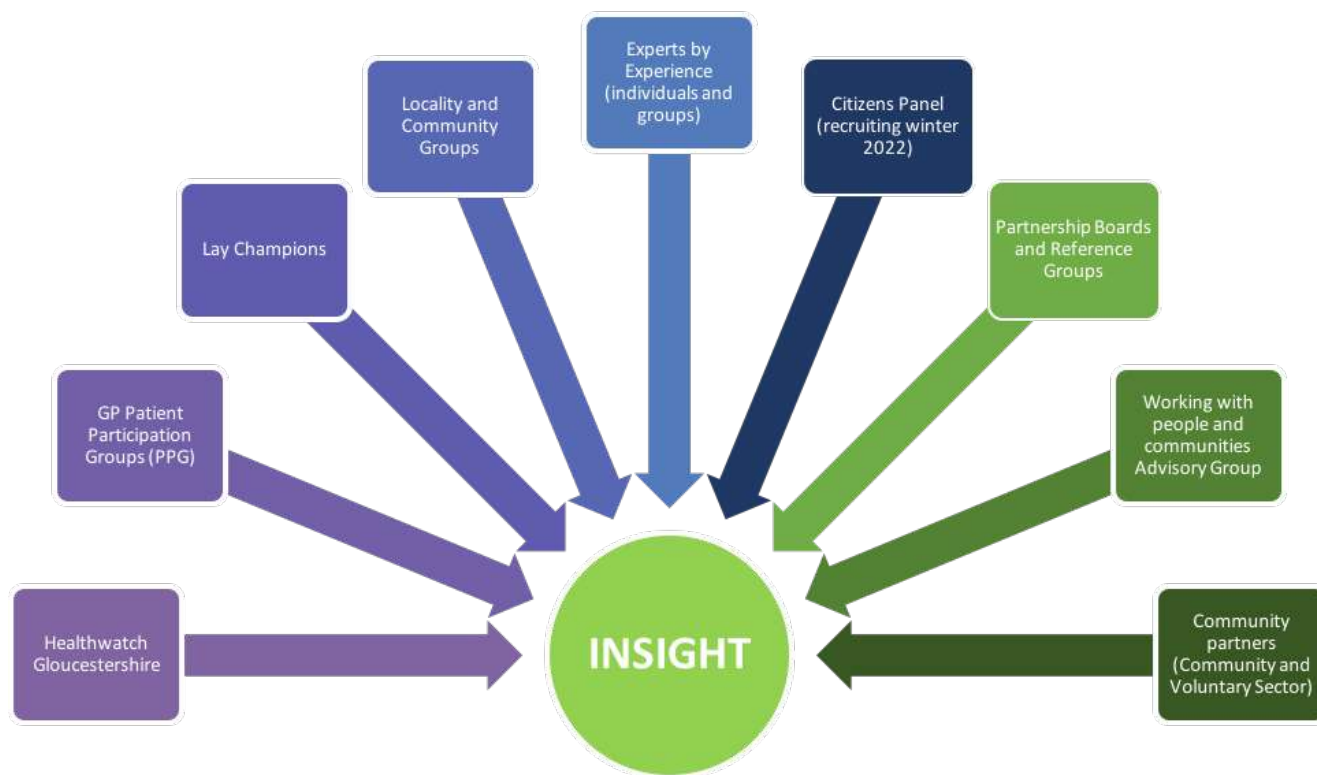 Healthwatch
Gloucestershire
GP Patient
Participation
Groups (PPG)
Lay Champions
Locality and
Community
Groups
Experts by
Experience
(individuals and
groups)
Citizens Panel
(recruiting winter
2022)
Partnership Boards
and Reference
Groups
Working with
people and
communities
Advisory Group
Community
partners
(Community and
Voluntary Sector)
INSIGHT